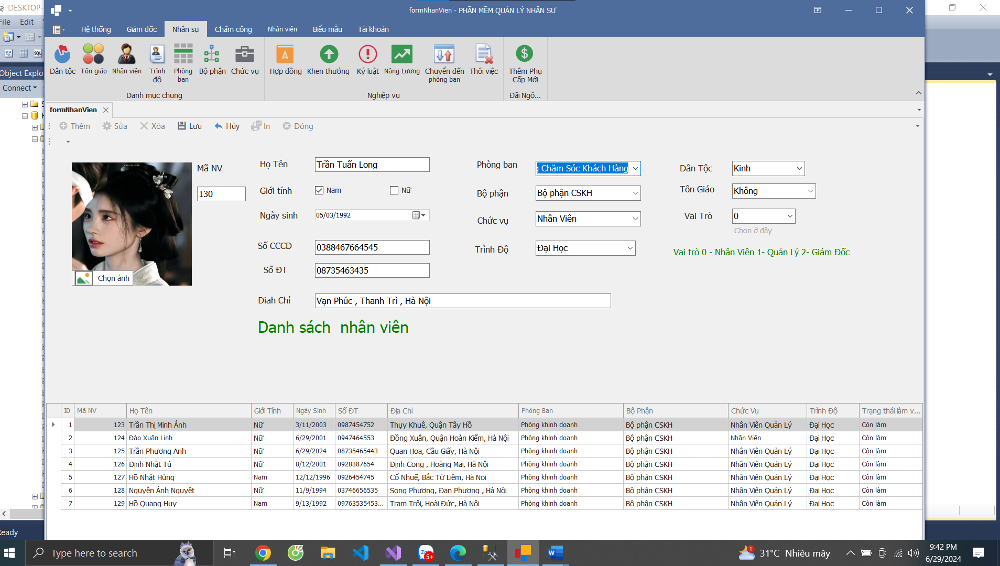 DESKTOP-
formNhanVien - PHẦN MỀM QUẢN LÝ NHÂN SỰ
File Edit
Hệ thống Giám đốc Nhân sự Chấm công Nhân viên Biểu mẫu Tài khoản
SQL
Dân tộc Tôn giáo Nhân viên Trình độ Phòng ban Bộ phận Chức vụ Hợp đồng Khen thưởng Kỷ luật Nâng Lương Chuyển đến phòng ban Thôi việc Thêm Phụ Cấp Mới
Danh mục chung Nghiệp vụ Đãi Ngộ...
Object Explo
Connect
formNhanVien
Thêm Sửa Xóa Lưu Hủy In Đóng
Mã NV
130
Chọn ảnh
Họ Tên Trần Tuấn Long
Giới tính Nam Nữ
Ngày sinh 05/03/1992
Số CCCD 0388467664545
Số ĐT 08735463435
Điah Chỉ Vạn Phúc , Thanh Trì , Hà Nội
Phòng ban Chăm Sóc Khách Hàng
Bộ phận Bộ phận CSKH
Chức vụ Nhân Viên
Trình Độ Đại Học
Dân Tộc Kinh
Tôn Giáo Không
Vai Trò 0
Chọn ở đây
Vai trò 0 - Nhân Viên 1- Quản Lý 2- Giám Đốc
Danh sách nhân viên
ID Mã NV Họ Tên Giới Tính Ngày Sinh Số ĐT Địa Chỉ Phòng Ban Bộ Phận Chức Vụ Trình Độ Trạng thái làm v...
1 123 Trần Thị Minh Ánh Nữ 3/11/2003 0987454752 Thụy Khuê, Quận Tây Hồ Phòng khinh doanh Bộ phận CSKH Nhân Viên Quản Lý Đại Học Còn làm
2 124 Đào Xuân Linh Nữ 6/29/2001 0947464553 Đồng Xuân, Quận Hoàn Kiếm, Hà Nội Phòng khinh doanh Bộ phận CSKH Nhân Viên Đại Học Còn làm
3 125 Trần Phương Anh Nữ 6/29/2024 08735465443 Quan Hoa, Cầu Giấy, Hà Nội Phòng khinh doanh Bộ phận CSKH Nhân Viên Quản Lý Đại Học Còn làm
4 126 Đinh Nhật Tú Nữ 8/12/2001 0928387654 Định Cong , Hoàng Mai, Hà Nội Phòng khinh doanh Bộ phận CSKH Nhân Viên Quản Lý Đại Học Còn làm
5 127 Hồ Nhật Hùng Nam 12/12/1996 0926454745 Cổ Nhuế, Bắc Từ Liêm, Hà Nọi Phòng khinh doanh Bộ phận CSKH Nhân Viên Quản Lý Đại Học Còn làm
6 128 Nguyễn Ánh Nguyệt Nữ 11/9/1994 03746656535 Song Phượng, Đan Phượng , Hà Nội Phòng khinh doanh Bộ phận CSKH Nhân Viên Quản Lý Đại Học Còn làm
7 129 Hồ Quang Huy Nam 9/13/1992 09763535453... Trạm Trôi, Hoài Đức, Hà Nội Phòng khinh doanh Bộ phận CSKH Nhân Viên Quản Lý Đại Học Còn làm
eady
Type here to search
5+
1
31°C Nhiều mây
9:42 PM
6/29/2024